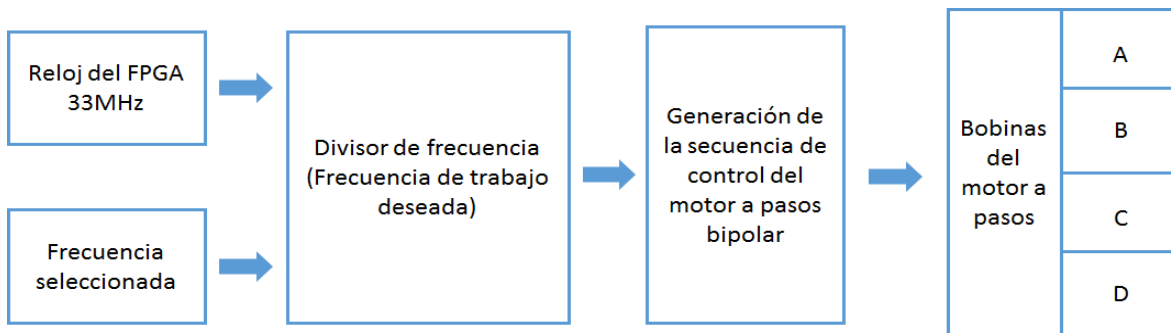 Reloj del FPGA
33MHz
Frecuencia
seleccionada
Divisor de frecuencia
(Frecuencia de trabajo
deseada)
Generación de
la secuencia de
control del
motor a pasos
bipolar
Bobinas
del
motor a
pasos
A
B
C
D